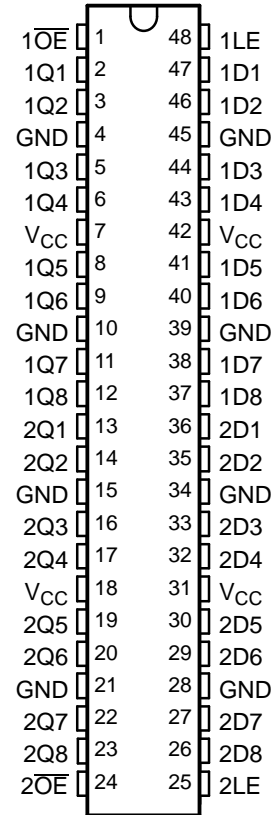 1O̅E̅ 1 48 1LE
1Q1 2 47 1D1
1Q2 3 46 1D2
GND 4 45 GND
1Q3 5 44 1D3
1Q4 6 43 1D4
VCC 7 42 VCC
1Q5 8 41 1D5
1Q6 9 40 1D6
GND 10 39 GND
1Q7 11 38 1D7
1Q8 12 37 1D8
2Q1 13 36 2D1
2Q2 14 35 2D2
GND 15 34 GND
2Q3 16 33 2D3
2Q4 17 32 2D4
VCC 18 31 VCC
2Q5 19 30 2D5
2Q6 20 29 2D6
GND 21 28 GND
2Q7 22 27 2D7
2Q8 23 26 2D8
2O̅E̅ 24 25 2LE